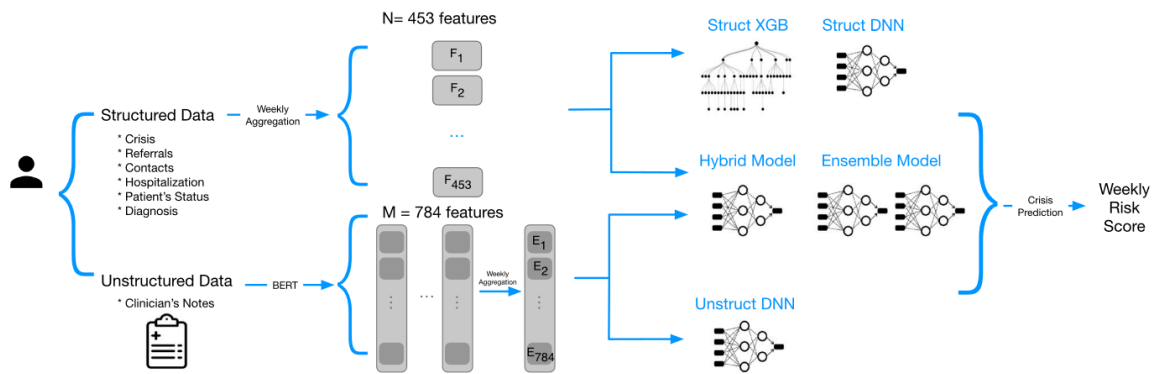 N= 453 features
F1
F2
...
F453
Structured Data
* Crisis
* Referrals
* Contacts
* Hospitalization
* Patient's Status
* Diagnosis
Weekly
Aggregation
Unstructured Data
* Clinician's Notes
BERT
M = 784 features
...
Weekly
Aggregation
E1
E2
E784
Struct XGB
Struct DNN
Hybrid Model
Ensemble Model
Unstruct DNN
Crisis
Prediction
Weekly
Risk
Score